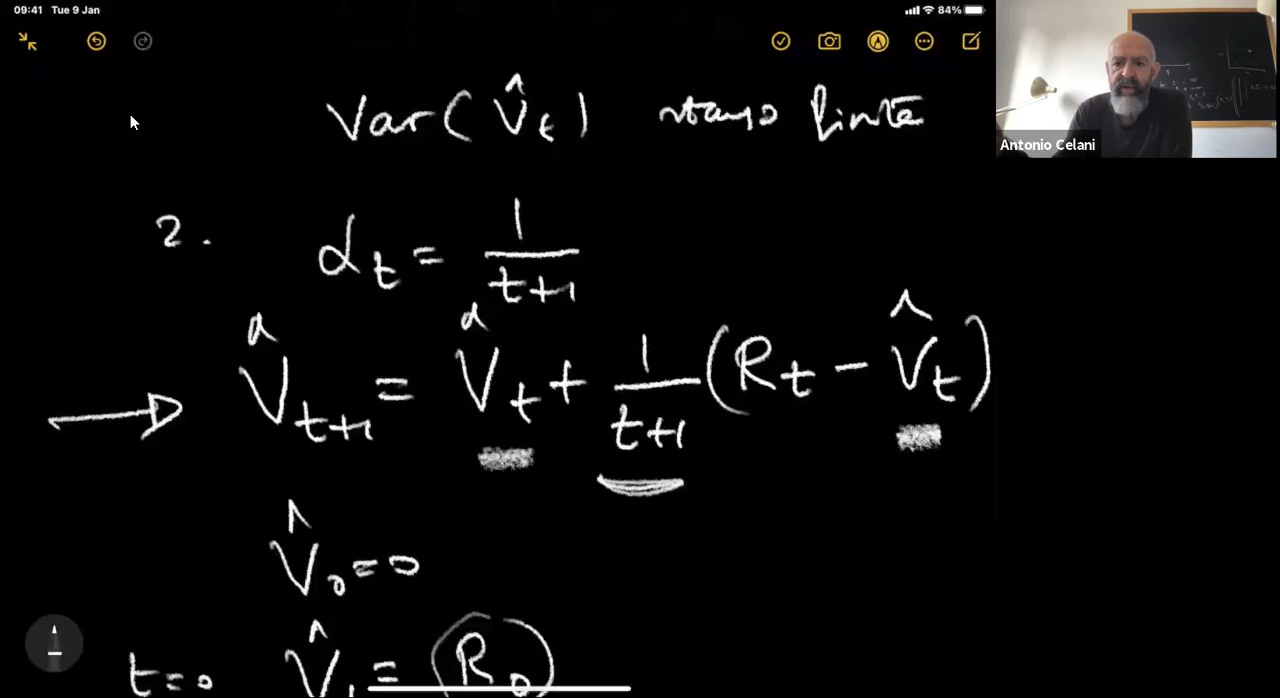 09:41 Tue 9 Jan 84%
Var( V̂t ) stays finite
Antonio Celani
2. αt = 1/(t+1)
V̂t+1 = V̂t + 1/(t+1) (Rt − V̂t)
V̂0 = 0
t=0 V̂1 = R0